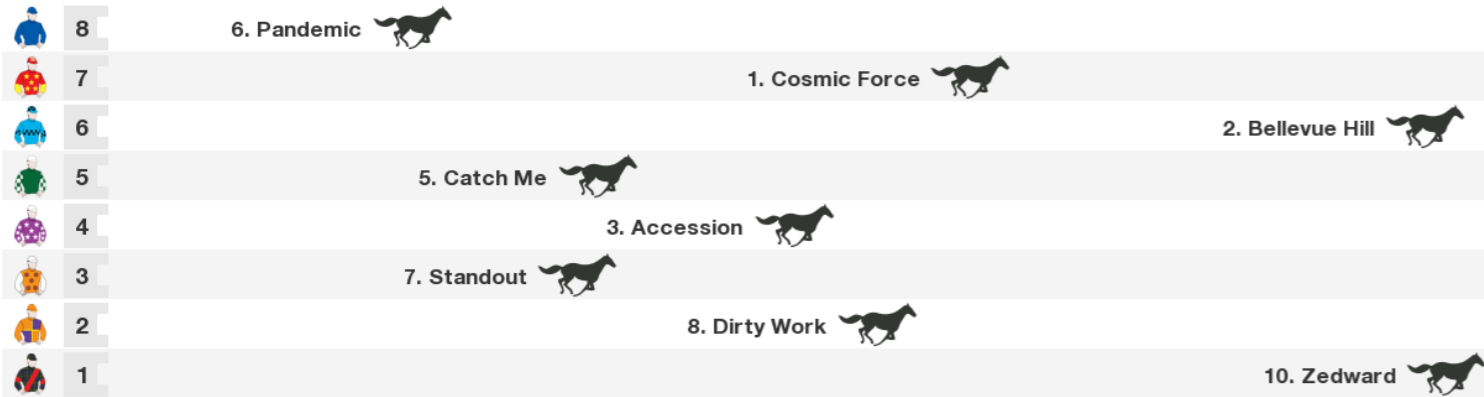 8 6. Pandemic
7 1. Cosmic Force
6 2. Bellevue Hill
5 5. Catch Me
4 3. Accession
3 7. Standout
2 8. Dirty Work
1 10. Zedward